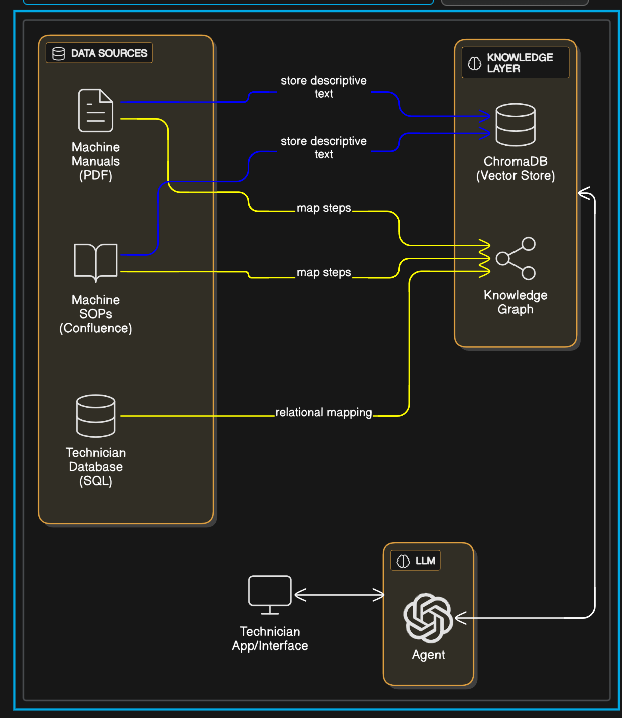 DATA SOURCES
KNOWLEDGE
LAYER
store descriptive
text
Machine
Manuals
(PDF)
store descriptive
text
ChromaDB
(Vector Store)
map steps
map steps
Machine
SOPs
(Confluence)
Knowledge
Graph
relational mapping
Technician
Database
(SQL)
LLM
Technician
App/Interface
Agent